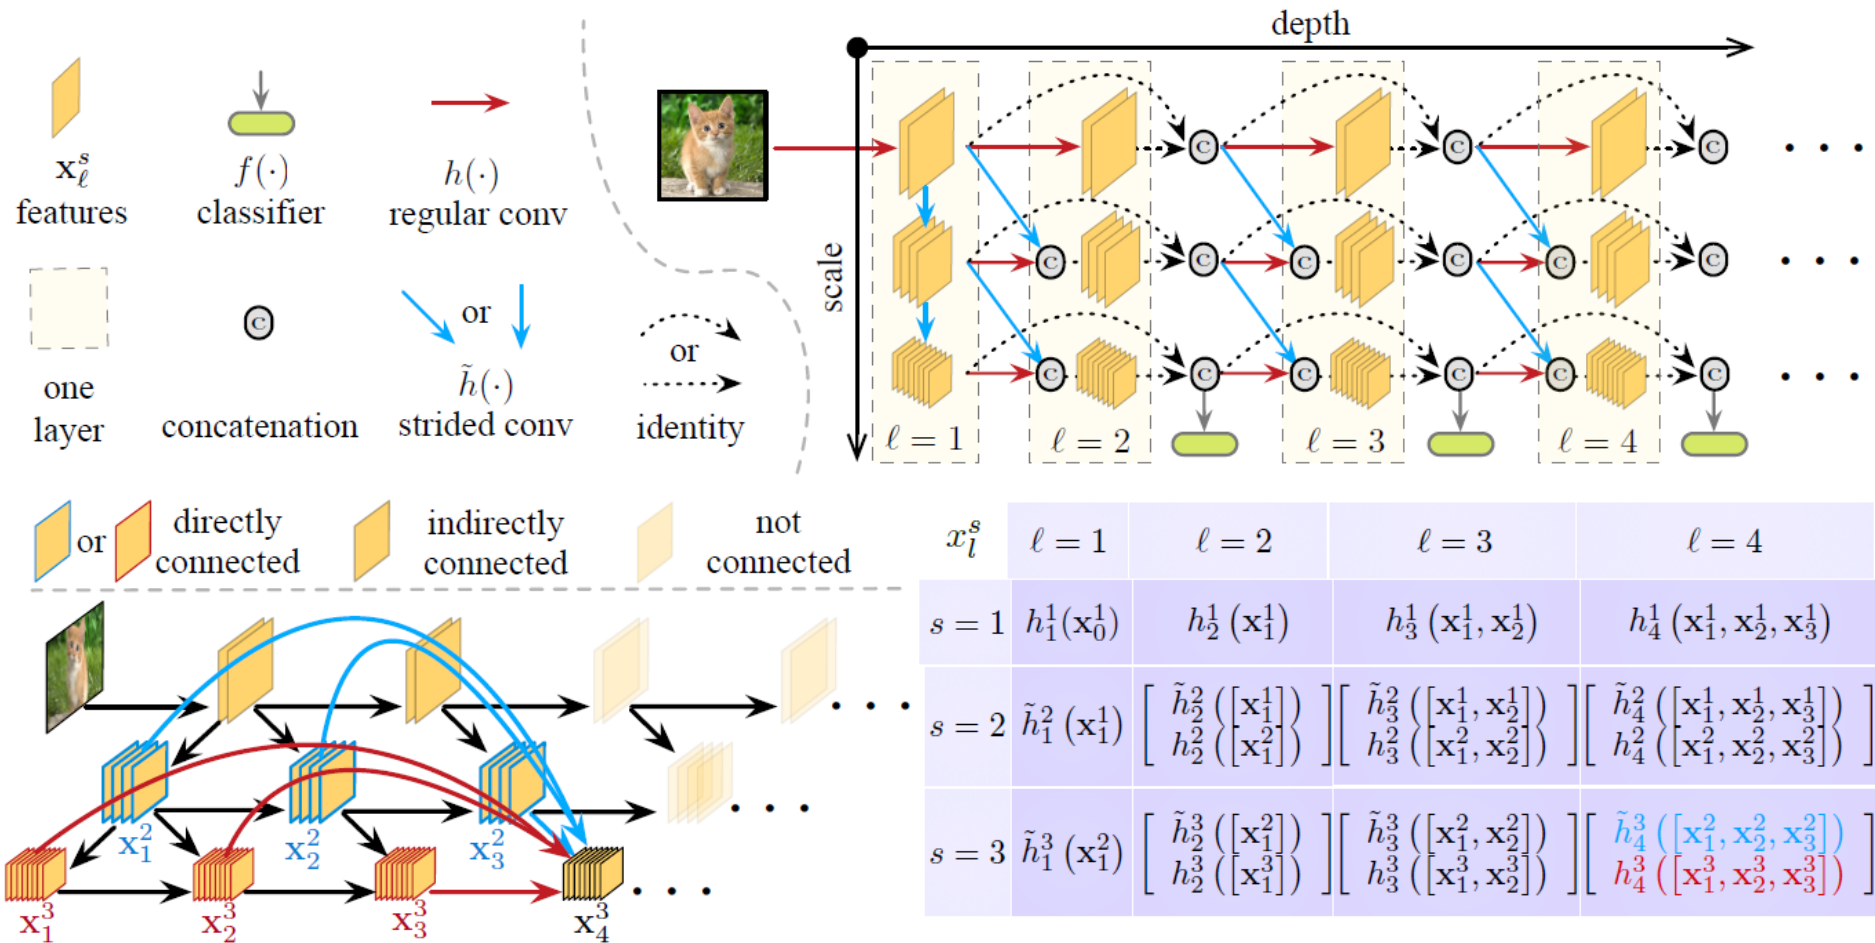 x_ℓ^s
features
f(·)
classifier
h(·)
regular conv
one
layer
c
concatenation
or
h̃(·)
strided conv
or
identity
depth
scale
c c c
c c c c c c
c c c c c c
ℓ = 1 ℓ = 2 ℓ = 3 ℓ = 4
or
directly
connected
indirectly
connected
not
connected
x_1^2 x_2^2 x_3^2
x_1^3 x_2^3 x_3^3 x_4^3
x_l^s ℓ = 1 ℓ = 2 ℓ = 3 ℓ = 4
s = 1 h_1^1(x_0^1) h_2^1(x_1^1) h_3^1(x_1^1, x_2^1) h_4^1(x_1^1, x_2^1, x_3^1)
s = 2 h̃_1^2(x_1^1) [h̃_2^2([x_1^1]) h_2^2([x_1^2])] [h̃_3^2([x_1^1, x_2^1]) h_3^2([x_1^2, x_2^2])] [h̃_4^2([x_1^1, x_2^1, x_3^1]) h_4^2([x_1^2, x_2^2, x_3^2])]
s = 3 h̃_1^3(x_1^2) [h̃_2^3([x_1^2]) h_2^3([x_1^3])] [h̃_3^3([x_1^2, x_2^2]) h_3^3([x_1^3, x_2^3])] [h̃_4^3([x_1^2, x_2^2, x_3^2]) h_4^3([x_1^3, x_2^3, x_3^3])]